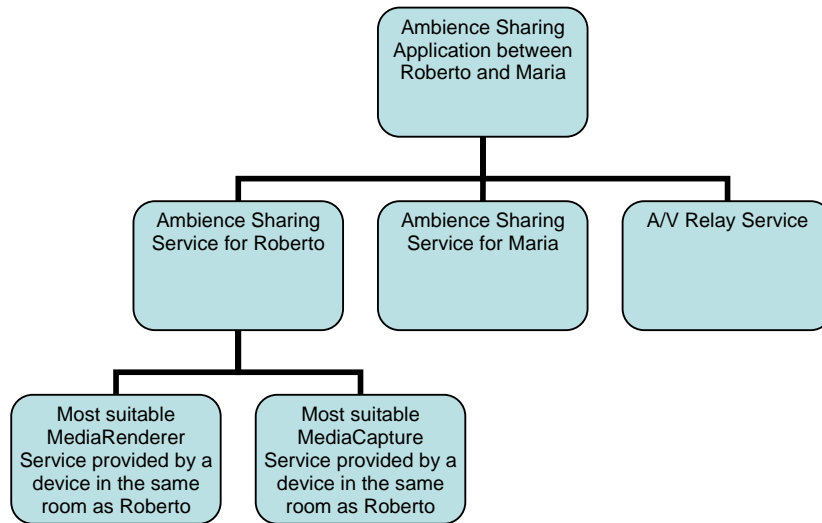 Ambience Sharing
Application between
Roberto and Maria
Ambience Sharing
Service for Roberto
Ambience Sharing
Service for Maria
A/V Relay Service
Most suitable
MediaRenderer
Service provided by a
device in the same
room as Roberto
Most suitable
MediaCapture
Service provided by a
device in the same
room as Roberto